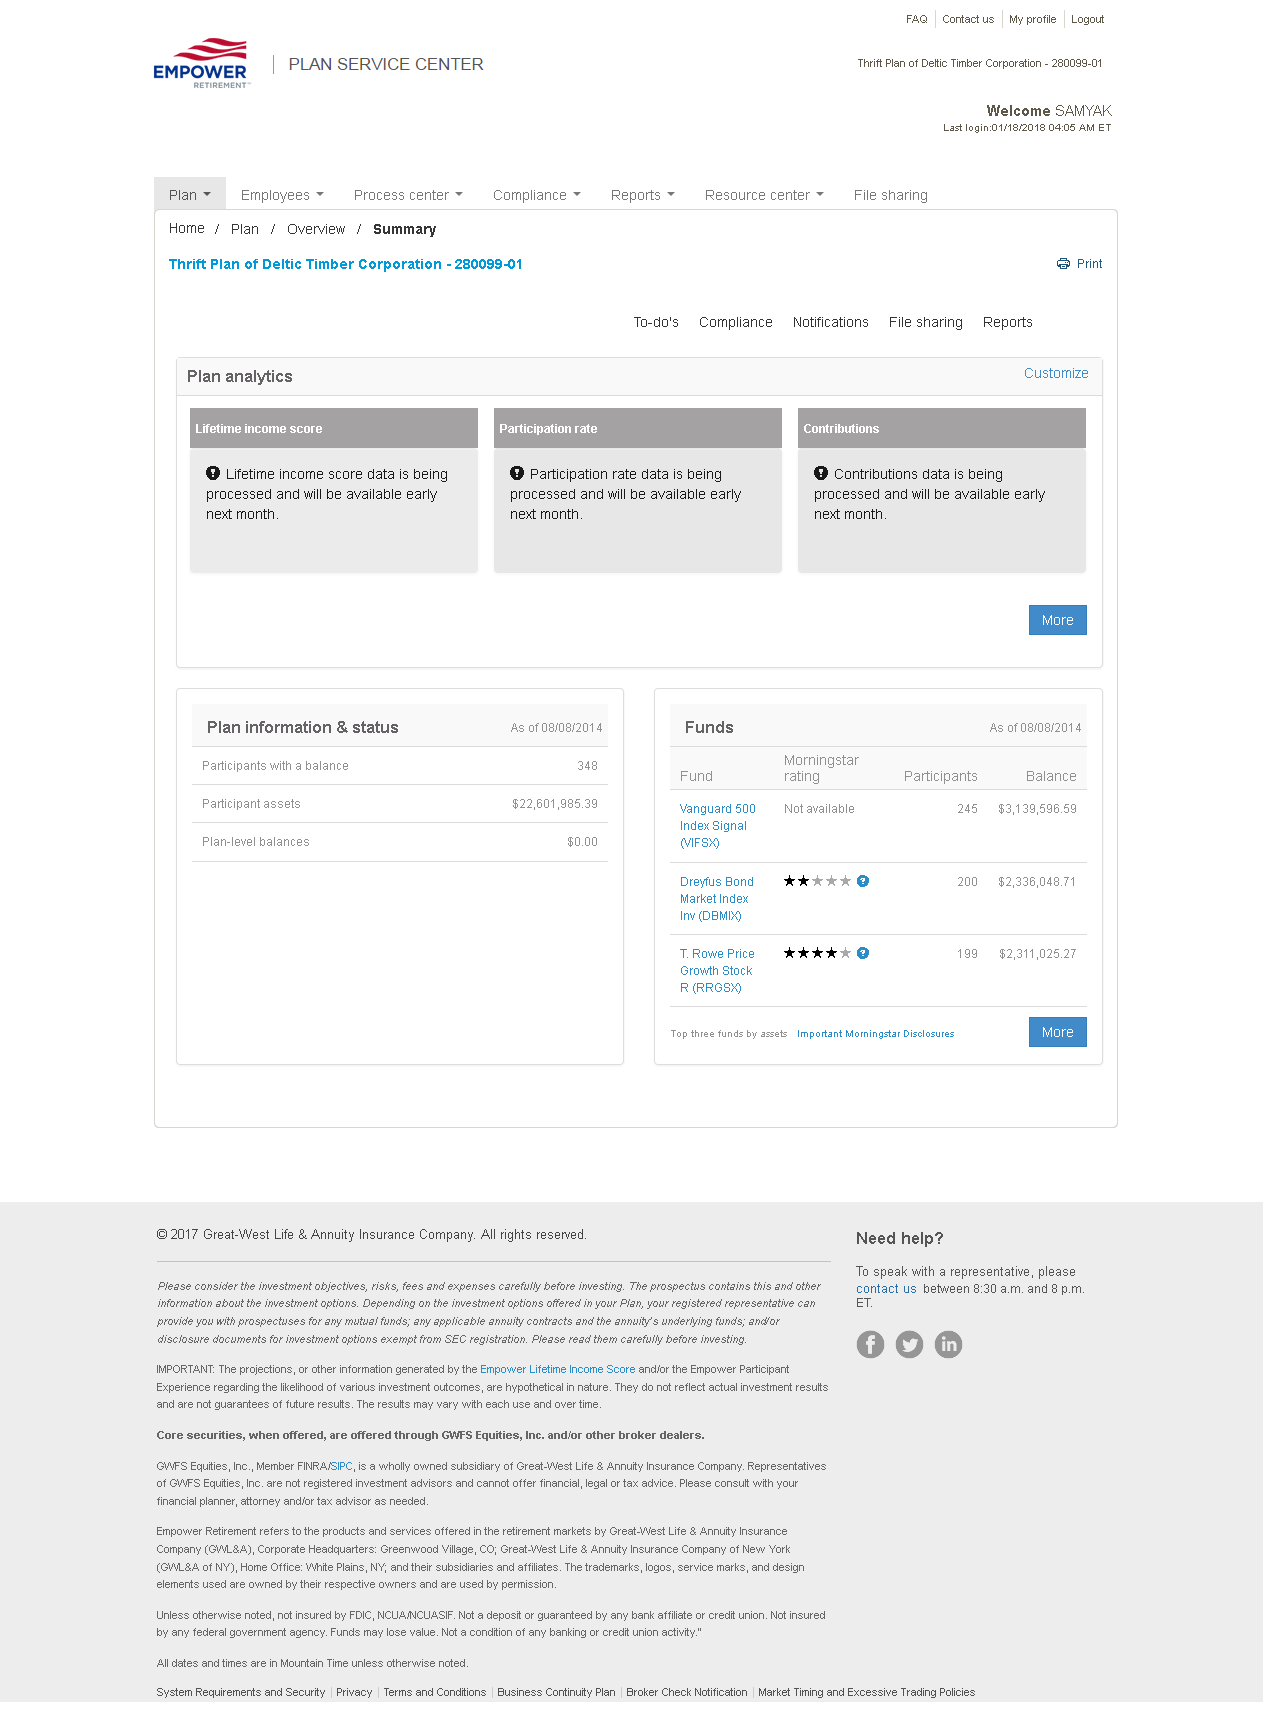 FAQ Contact us My profile Logout
EMPOWER RETIREMENT™ PLAN SERVICE CENTER
Thrift Plan of Deltic Timber Corporation - 280099-01
Welcome SAMYAK
Last login:01/18/2018 04:05 AM ET
Plan Employees Process center Compliance Reports Resource center File sharing
Home / Plan / Overview / Summary
Thrift Plan of Deltic Timber Corporation - 280099-01 Print
To-do's Compliance Notifications File sharing Reports
Plan analytics Customize
Lifetime income score
Lifetime income score data is being
processed and will be available early
next month.
Participation rate
Participation rate data is being
processed and will be available early
next month.
Contributions
Contributions data is being
processed and will be available early
next month.
More
Plan information & status As of 08/08/2014
Participants with a balance 348
Participant assets $22,601,985.39
Plan-level balances $0.00
Funds As of 08/08/2014
Fund Morningstar rating Participants Balance
Vanguard 500 Not available 245 $3,139,596.59
Index Signal
(VIFSX)
Dreyfus Bond 200 $2,336,048.71
Market Index
Inv (DBMIX)
T. Rowe Price 199 $2,311,025.27
Growth Stock
R (RRGSX)
Top three funds by assets Important Morningstar Disclosures More
© 2017 Great-West Life & Annuity Insurance Company. All rights reserved.
Please consider the investment objectives, risks, fees and expenses carefully before investing. The prospectus contains this and other
information about the investment options. Depending on the investment options offered in your Plan, your registered representative can
provide you with prospectuses for any mutual funds; any applicable annuity contracts and the annuity's underlying funds; and/or
disclosure documents for investment options exempt from SEC registration. Please read them carefully before investing.
IMPORTANT: The projections, or other information generated by the Empower Lifetime Income Score and/or the Empower Participant
Experience regarding the likelihood of various investment outcomes, are hypothetical in nature. They do not reflect actual investment results
and are not guarantees of future results. The results may vary with each use and over time.
Core securities, when offered, are offered through GWFS Equities, Inc. and/or other broker dealers.
GWFS Equities, Inc., Member FINRA/SIPC, is a wholly owned subsidiary of Great-West Life & Annuity Insurance Company. Representatives
of GWFS Equities, Inc. are not registered investment advisors and cannot offer financial, legal or tax advice. Please consult with your
financial planner, attorney and/or tax advisor as needed.
Empower Retirement refers to the products and services offered in the retirement markets by Great-West Life & Annuity Insurance
Company (GWL&A), Corporate Headquarters: Greenwood Village, CO; Great-West Life & Annuity Insurance Company of New York
(GWL&A of NY), Home Office: White Plains, NY; and their subsidiaries and affiliates. The trademarks, logos, service marks, and design
elements used are owned by their respective owners and are used by permission.
Unless otherwise noted, not insured by FDIC, NCUA/NCUASIF. Not a deposit or guaranteed by any bank affiliate or credit union. Not insured
by any federal government agency. Funds may lose value. Not a condition of any banking or credit union activity."
All dates and times are in Mountain Time unless otherwise noted.
System Requirements and Security Privacy Terms and Conditions Business Continuity Plan Broker Check Notification Market Timing and Excessive Trading Policies
Need help?
To speak with a representative, please
contact us between 8:30 a.m. and 8 p.m.
ET.